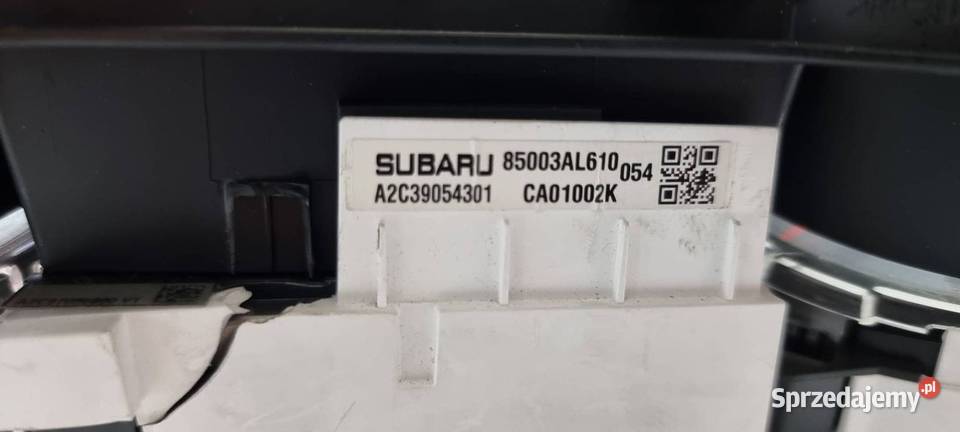 SUBARU 85003AL610 054
A2C39054301 CA01002K
Sprzedajemy.pl